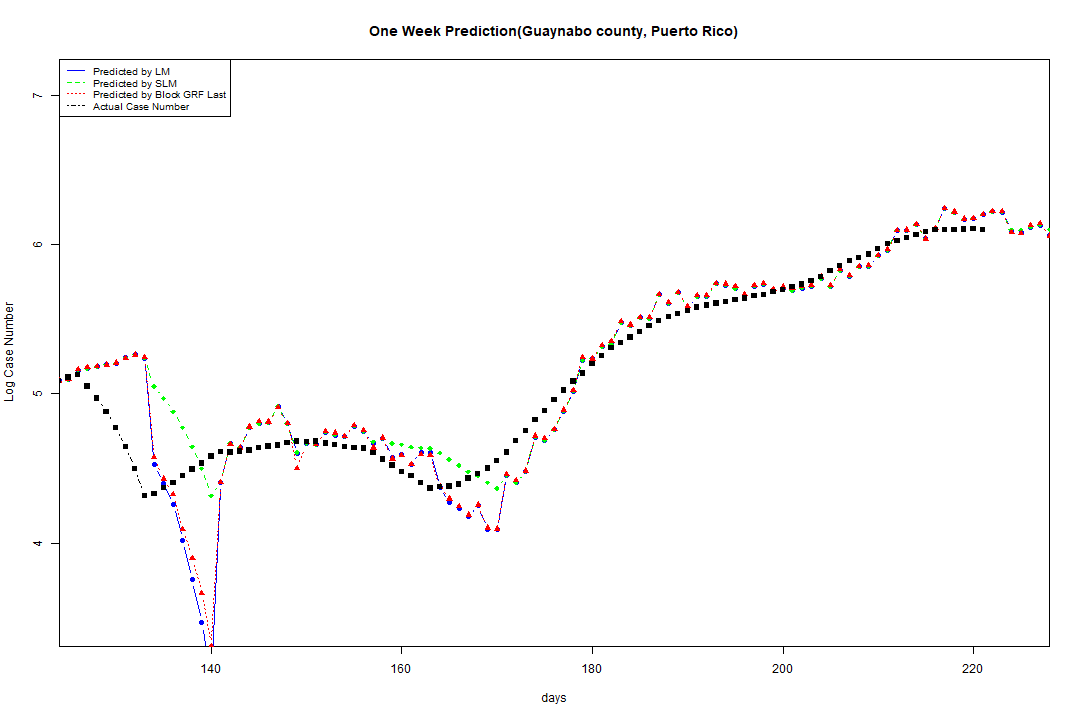 One Week Prediction(Guaynabo county, Puerto Rico)
Predicted by LM
Predicted by SLM
Predicted by Block GRF Last
Actual Case Number
7
6
5
4
Log Case Number
140 160 180 200 220
days